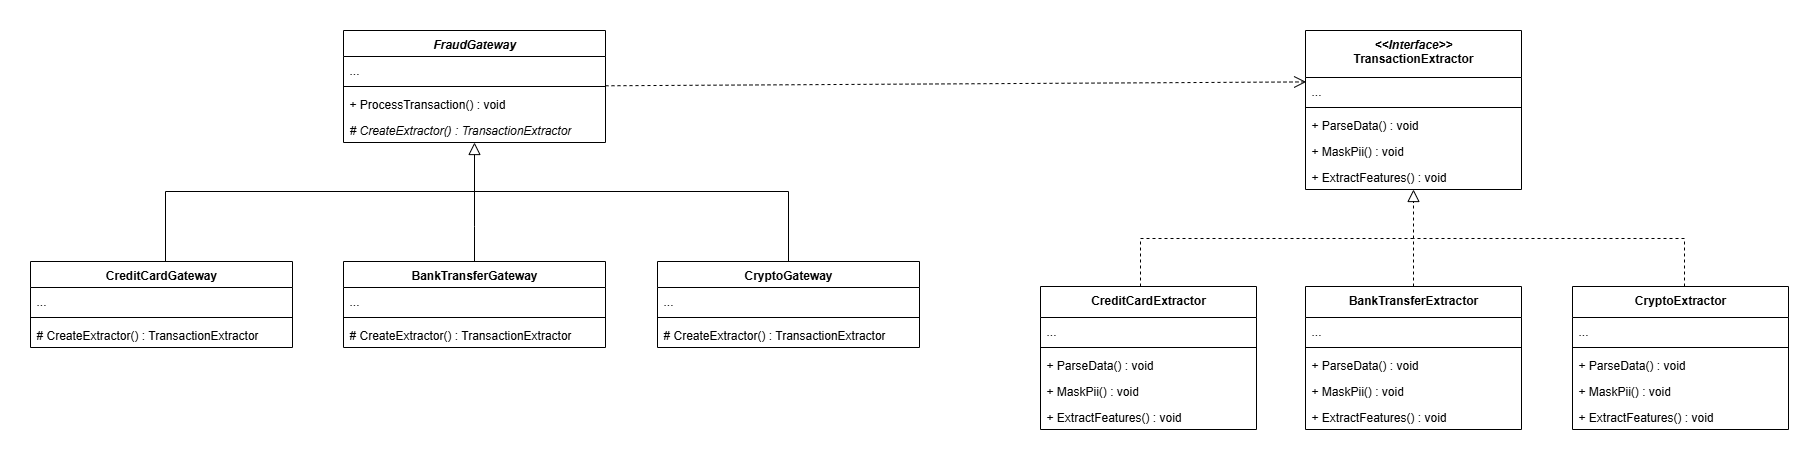 FraudGateway
...
+ ProcessTransaction() : void
# CreateExtractor() : TransactionExtractor
<<Interface>>
TransactionExtractor
...
+ ParseData() : void
+ MaskPii() : void
+ ExtractFeatures() : void
CreditCardGateway
...
# CreateExtractor() : TransactionExtractor
BankTransferGateway
...
# CreateExtractor() : TransactionExtractor
CryptoGateway
...
# CreateExtractor() : TransactionExtractor
CreditCardExtractor
...
+ ParseData() : void
+ MaskPii() : void
+ ExtractFeatures() : void
BankTransferExtractor
...
+ ParseData() : void
+ MaskPii() : void
+ ExtractFeatures() : void
CryptoExtractor
...
+ ParseData() : void
+ MaskPii() : void
+ ExtractFeatures() : void